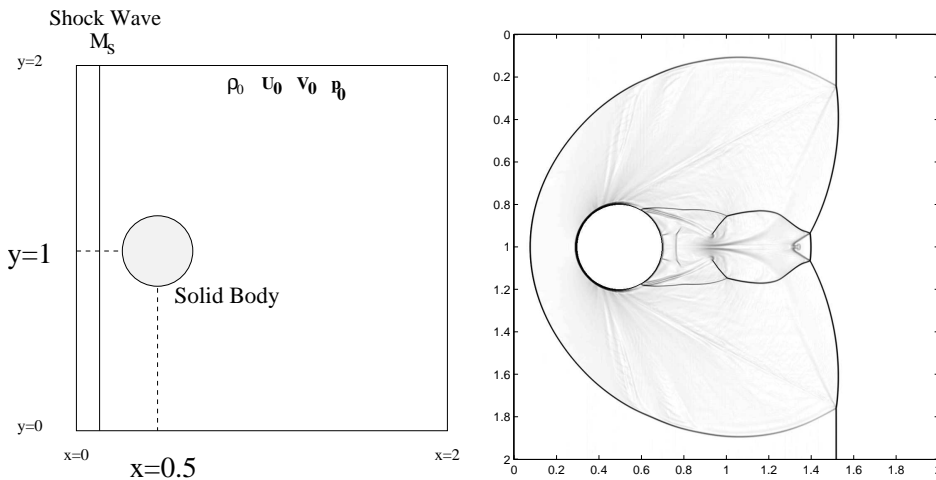 Shock Wave
Ms
y=2
ρ0 U0 V0 p0
y=1
Solid Body
y=0
x=0
x=0.5
x=2
0
0.2
0.4
0.6
0.8
1
1.2
1.4
1.6
1.8
2
0 0.2 0.4 0.6 0.8 1 1.2 1.4 1.6 1.8